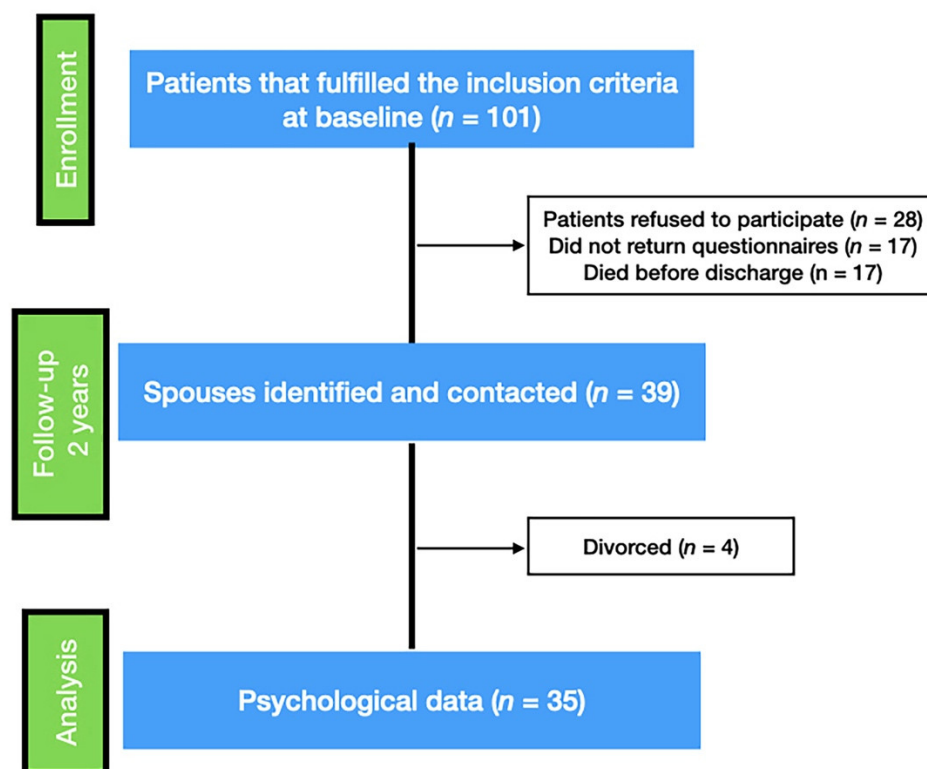 Enrollment
Patients that fulfilled the inclusion criteria
at baseline (n = 101)
Patients refused to participate (n = 28)
Did not return questionnaires (n = 17)
Died before discharge (n = 17)
Follow-up
2 years
Spouses identified and contacted (n = 39)
Divorced (n = 4)
Analysis
Psychological data (n = 35)